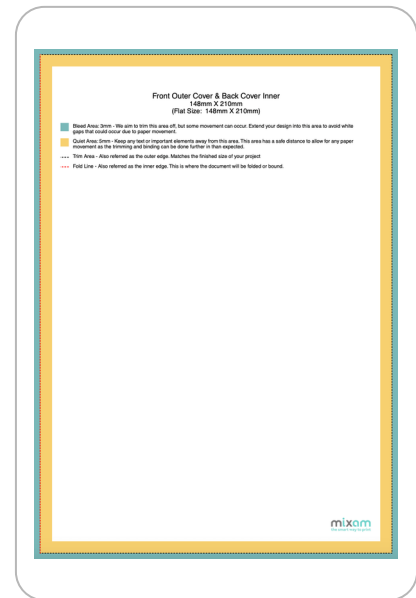 Front Outer Cover & Back Cover Inner
148mm X 210mm
(Flat Size: 148mm X 210mm)
Bleed Area: 3mm - We aim to trim this area off, but some movement can occur. Extend your design into this area to avoid white
gaps that could occur due to paper movement.
Quiet Area: 5mm - Keep any text or important elements away from this area. This area has a safe distance to allow for any paper
movement as the trimming and binding can be done further in than expected.
Trim Area - Also referred as the outer edge. Matches the finished size of your project
Fold Line - Also referred as the inner edge. This is where the document will be folded or bound.
mixam
the smart way to print